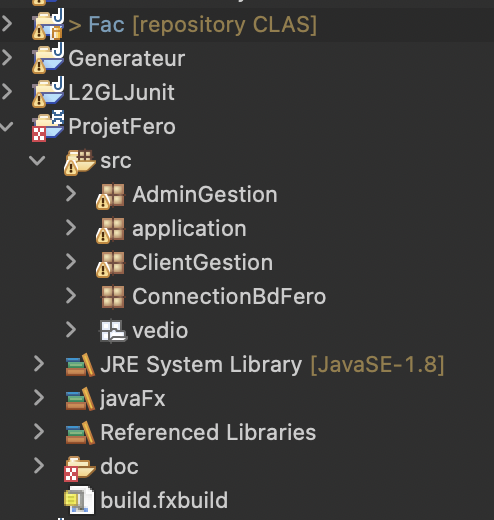 > Fac [repository CLAS]
Generateur
L2GLJunit
ProjetFero
src
AdminGestion
application
ClientGestion
ConnectionBdFero
vedio
JRE System Library [JavaSE-1.8]
javaFx
Referenced Libraries
doc
build.fxbuild